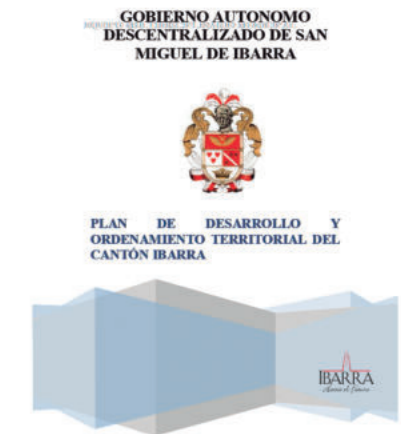 GOBIERNO AUTONOMO
DESCENTRALIZADO DE SAN
MIGUEL DE IBARRA
PLAN DE DESARROLLO Y
ORDENAMIENTO TERRITORIAL DEL
CANTÓN IBARRA
IBARRA